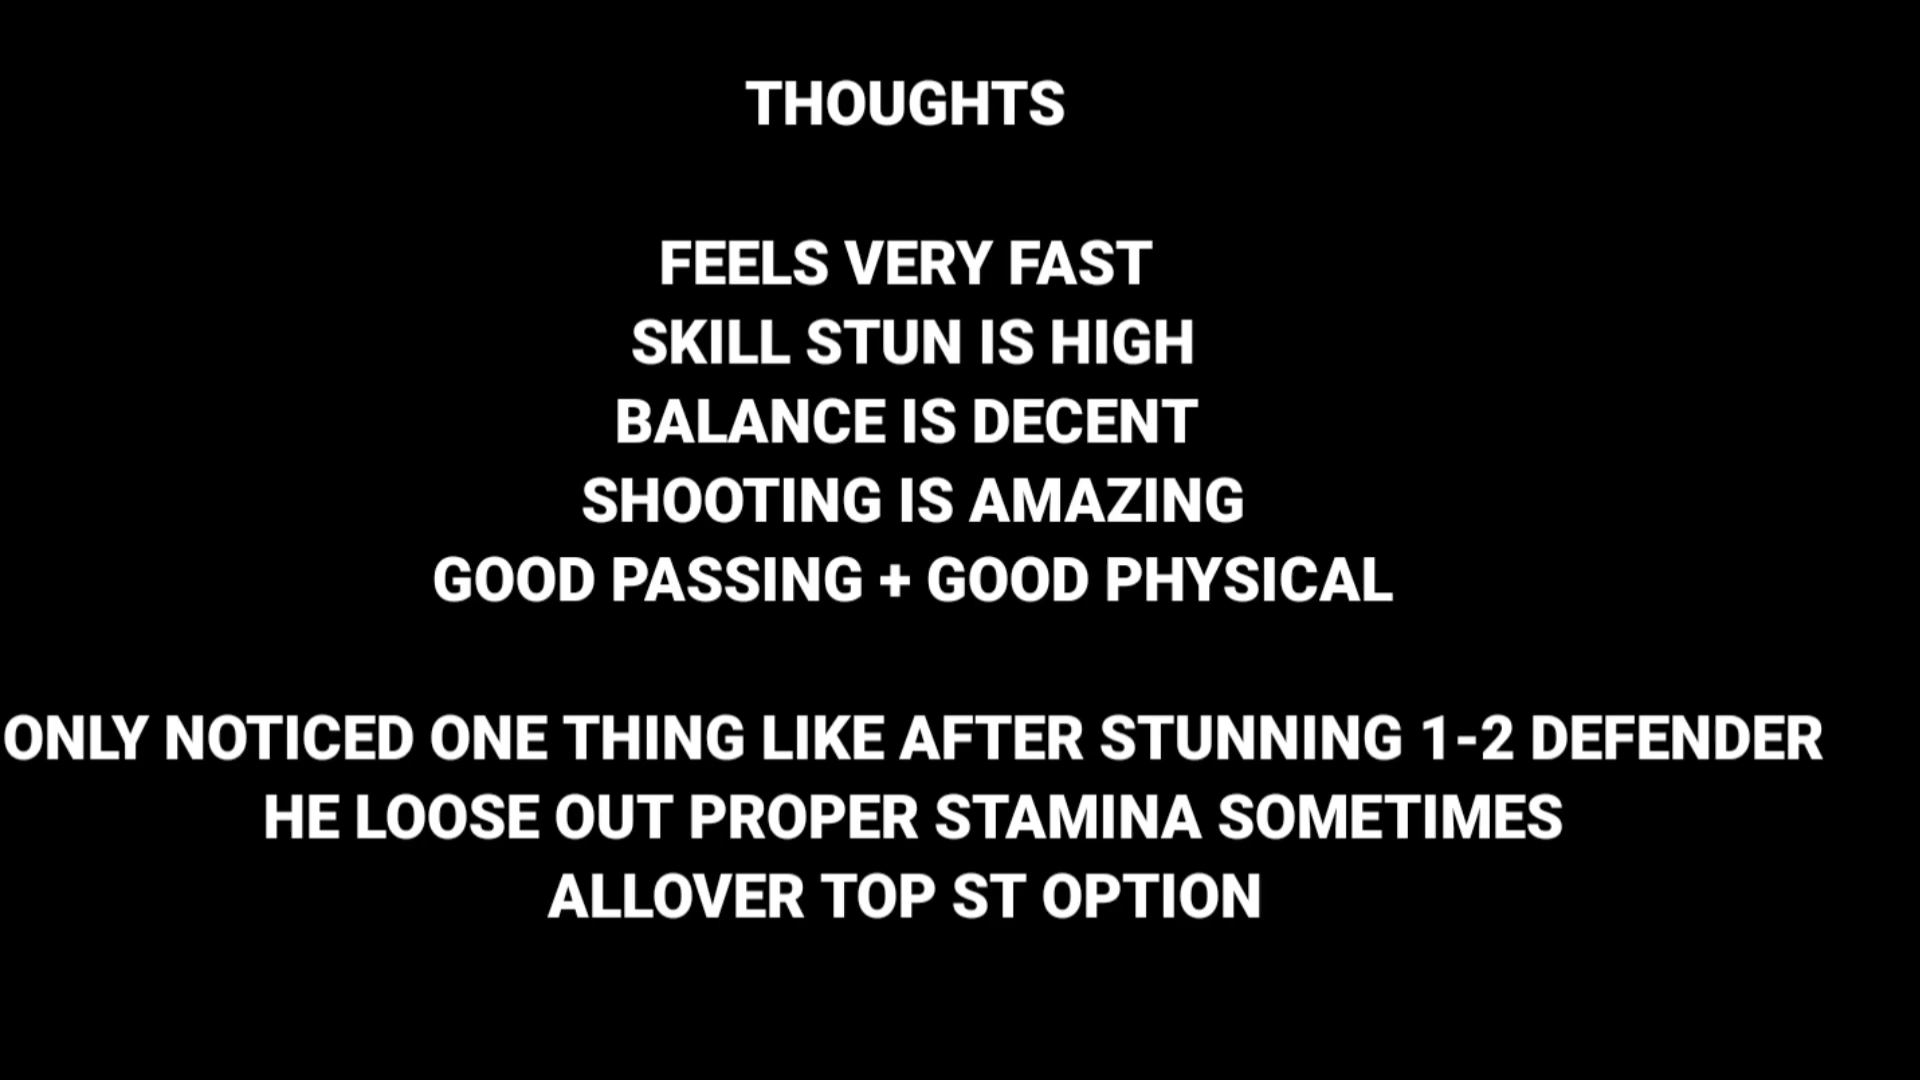 THOUGHTS
FEELS VERY FAST
SKILL STUN IS HIGH
BALANCE IS DECENT
SHOOTING IS AMAZING
GOOD PASSING + GOOD PHYSICAL
ONLY NOTICED ONE THING LIKE AFTER STUNNING 1-2 DEFENDER
HE LOOSE OUT PROPER STAMINA SOMETIMES
ALLOVER TOP ST OPTION